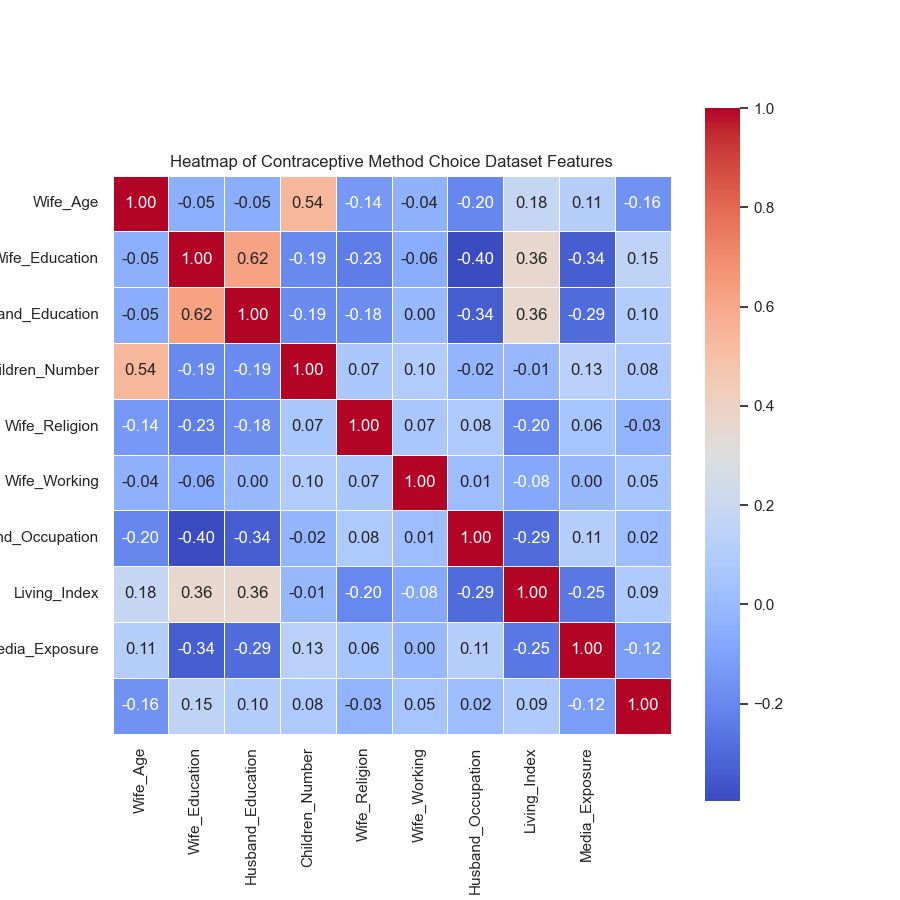 Heatmap of Contraceptive Method Choice Dataset Features
Wife_Age 1.00 -0.05 -0.05 0.54 -0.14 -0.04 -0.20 0.18 0.11 -0.16
Wife_Education -0.05 1.00 0.62 -0.19 -0.23 -0.06 -0.40 0.36 -0.34 0.15
and_Education -0.05 0.62 1.00 -0.19 -0.18 0.00 -0.34 0.36 -0.29 0.10
ildren_Number 0.54 -0.19 -0.19 1.00 0.07 0.10 -0.02 -0.01 0.13 0.08
Wife_Religion -0.14 -0.23 -0.18 0.07 1.00 0.07 0.08 -0.20 0.06 -0.03
Wife_Working -0.04 -0.06 0.00 0.10 0.07 1.00 0.01 -0.08 0.00 0.05
nd_Occupation -0.20 -0.40 -0.34 -0.02 0.08 0.01 1.00 -0.29 0.11 0.02
Living_Index 0.18 0.36 0.36 -0.01 -0.20 -0.08 -0.29 1.00 -0.25 0.09
edia_Exposure 0.11 -0.34 -0.29 0.13 0.06 0.00 0.11 -0.25 1.00 -0.12
-0.16 0.15 0.10 0.08 -0.03 0.05 0.02 0.09 -0.12 1.00
Wife_Age
Wife_Education
Husband_Education
Children_Number
Wife_Religion
Wife_Working
Husband_Occupation
Living_Index
Media_Exposure
1.0
0.8
0.6
0.4
0.2
0.0
−0.2